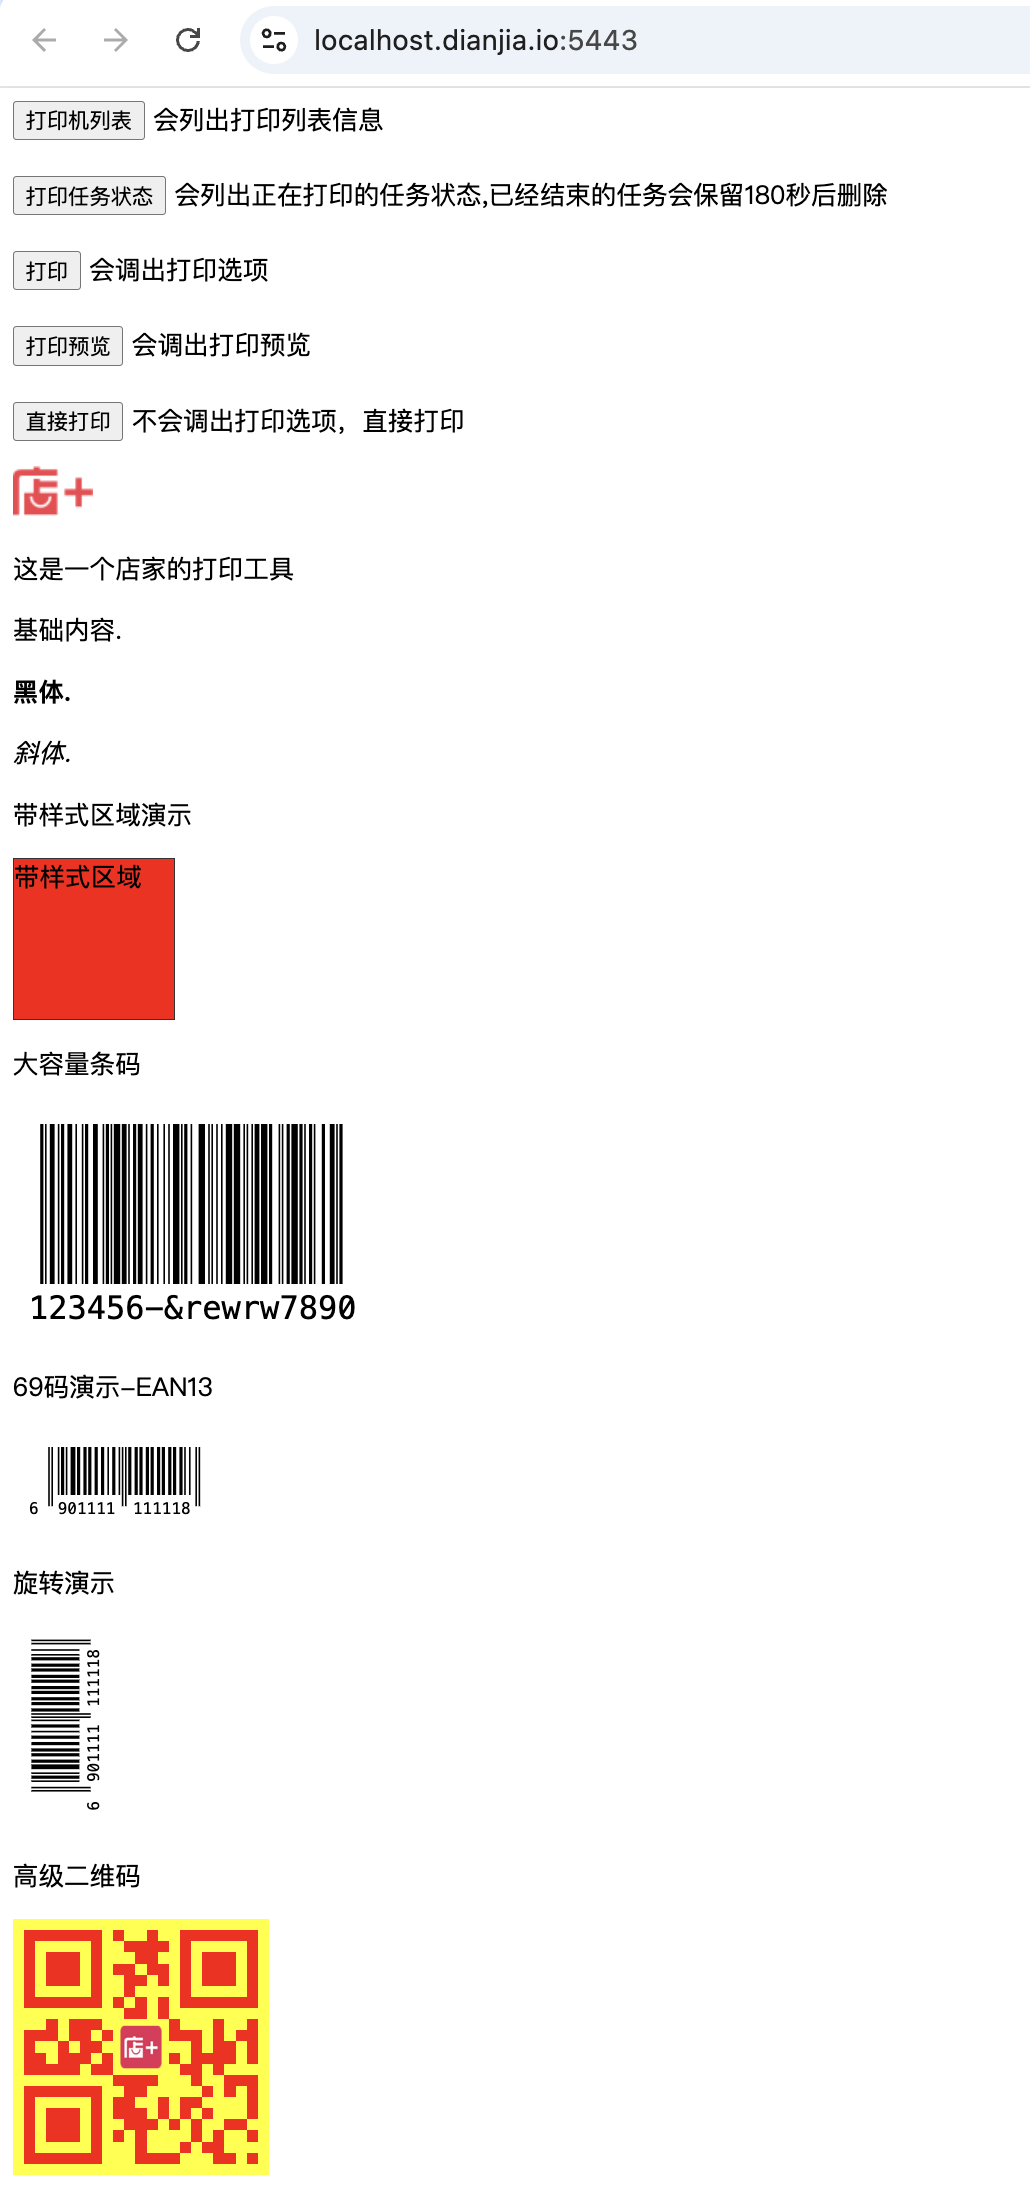 localhost.dianjia.io:5443
打印机列表 会列出打印列表信息
打印任务状态 会列出正在打印的任务状态,已经结束的任务会保留180秒后删除
打印 会调出打印选项
打印预览 会调出打印预览
直接打印 不会调出打印选项，直接打印
店+
这是一个店家的打印工具
基础内容.
黑体.
斜体.
带样式区域演示
带样式区域
大容量条码
123456-&rewrw7890
69码演示-EAN13
6 901111 111118
旋转演示
6 901111 111118
高级二维码
店+